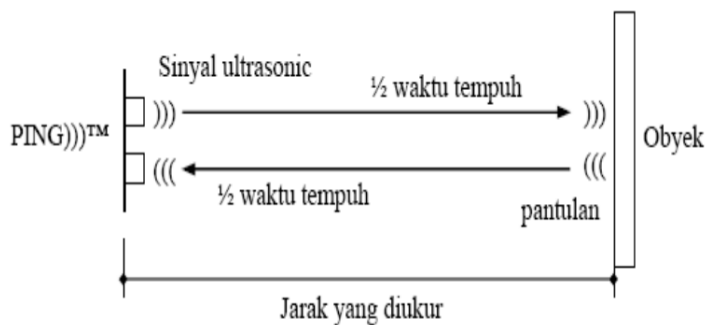 Sinyal ultrasonic
½ waktu tempuh
)))
)))
PING)))™
Obyek
(((
(((
½ waktu tempuh
pantulan
Jarak yang diukur